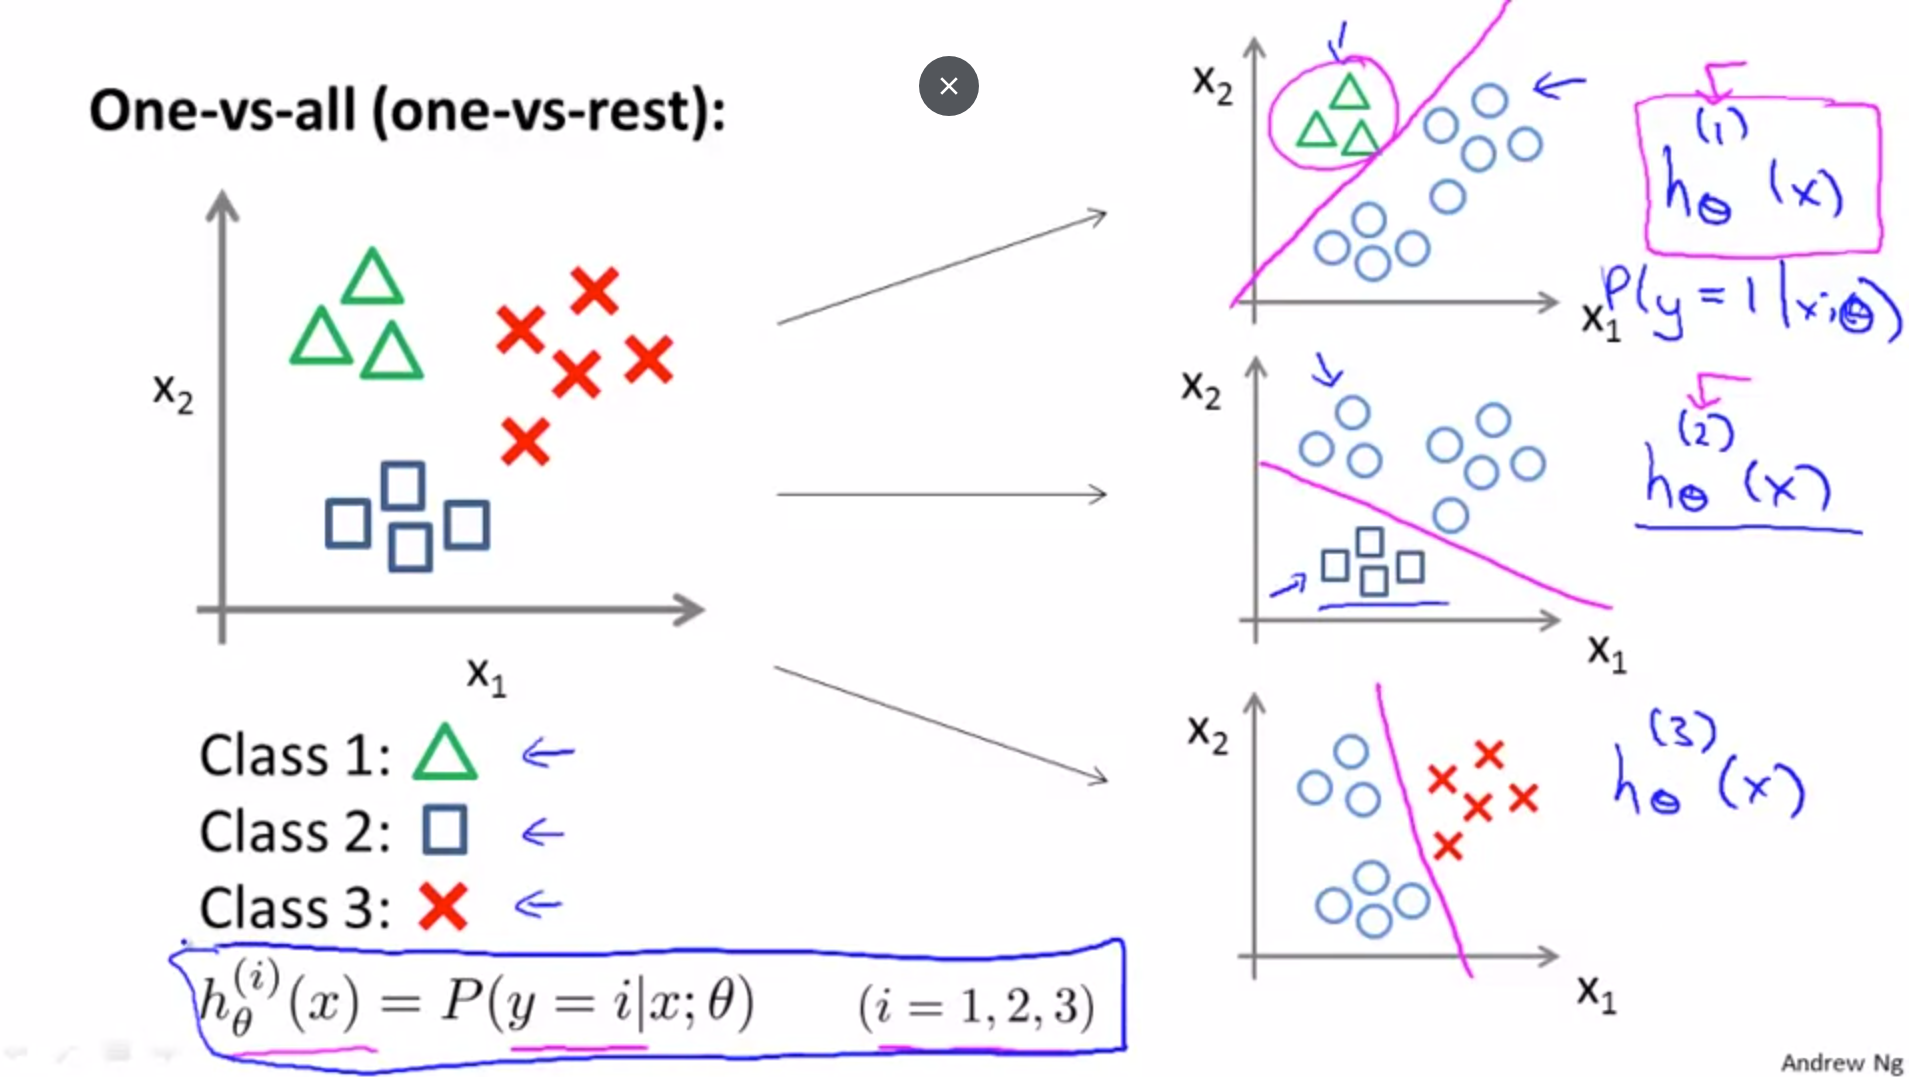 One-vs-all (one-vs-rest):
x₂
x₁
Class 1:
Class 2:
Class 3:
h_θ^(i)(x) = P(y = i|x; θ) (i = 1, 2, 3)
x₂
x₁
h_θ^(1)(x)
P(y = 1|x; θ)
x₂
x₁
h_θ^(2)(x)
x₂
x₁
h_θ^(3)(x)
Andrew Ng